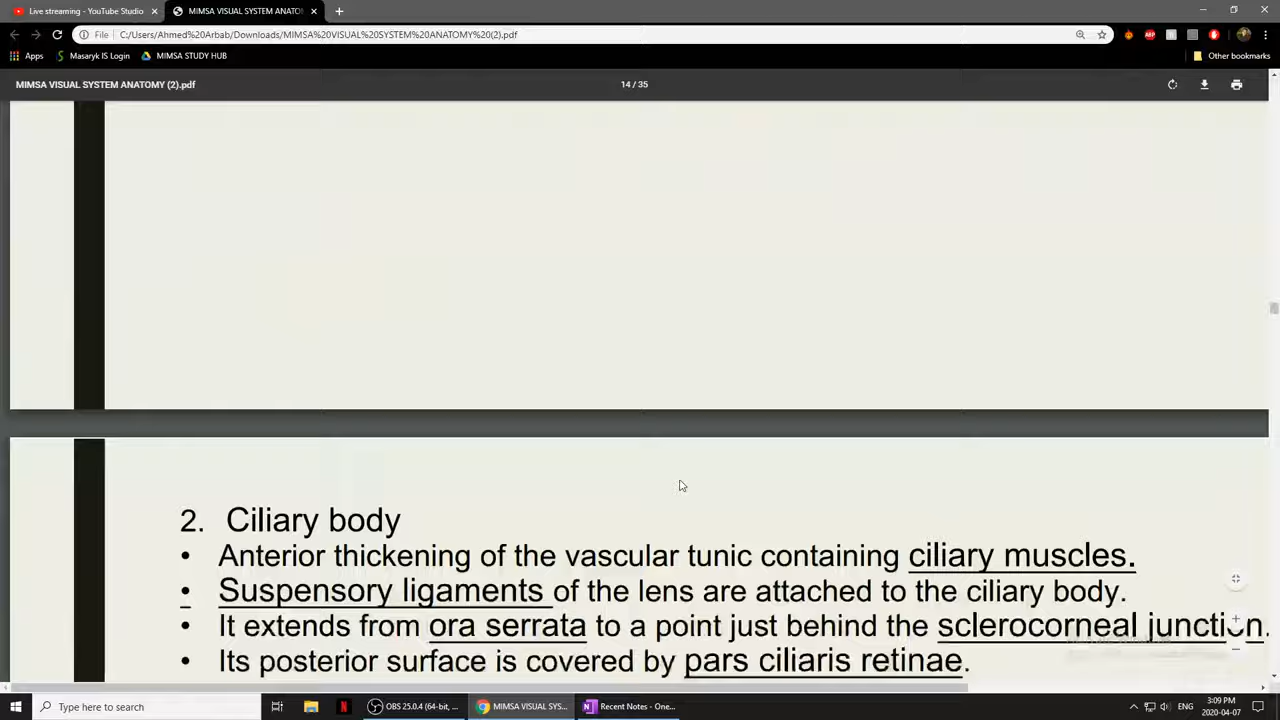 Live streaming - YouTube Studio
MIMSA VISUAL SYSTEM ANATO
File
C:/Users/Ahmed%20Arbab/Downloads/MIMSA%20VISUAL%20SYSTEM%20ANATOMY%20(2).pdf
ABP
Apps
Masaryk IS Login
MIMSA STUDY HUB
Other bookmarks
MIMSA VISUAL SYSTEM ANATOMY (2).pdf
14 / 35
2. Ciliary body
• Anterior thickening of the vascular tunic containing ciliary muscles.
• Suspensory ligaments of the lens are attached to the ciliary body.
• It extends from ora serrata to a point just behind the sclerocorneal junction.
• Its posterior surface is covered by pars ciliaris retinae.
Type here to search
OBS 25.0.4 (64-bit, ...
MIMSA VISUAL SYS...
Recent Notes - One...
ENG
3:09 PM
2020-04-07